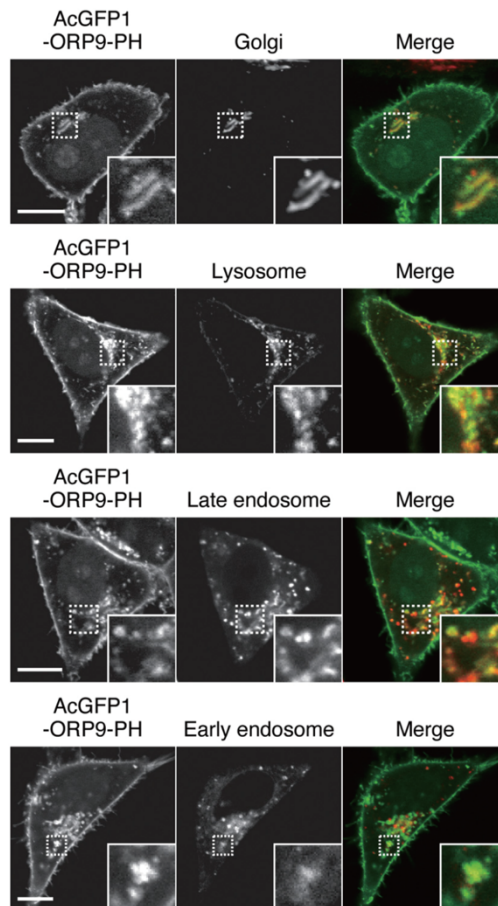 AcGFP1
-ORP9-PH
Golgi
Merge
AcGFP1
-ORP9-PH
Lysosome
Merge
AcGFP1
-ORP9-PH
Late endosome
Merge
AcGFP1
-ORP9-PH
Early endosome
Merge